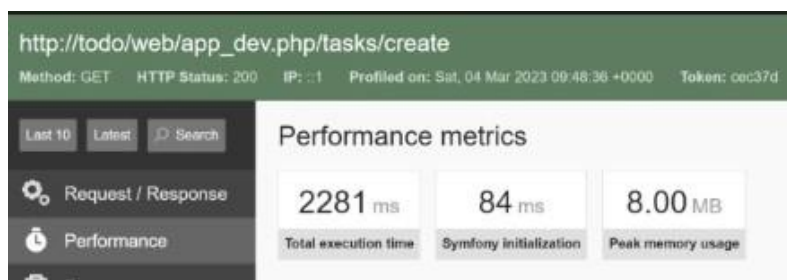 http://todo/web/app_dev.php/tasks/create
Method: GET HTTP Status: 200 IP: ::1 Profiled on: Sat, 04 Mar 2023 09:48:36 +0000 Token: cec37d
Last 10 Latest Search
Performance metrics
Request / Response
2281 ms 84 ms 8.00 MB
Performance
Total execution time Symfony initialization Peak memory usage